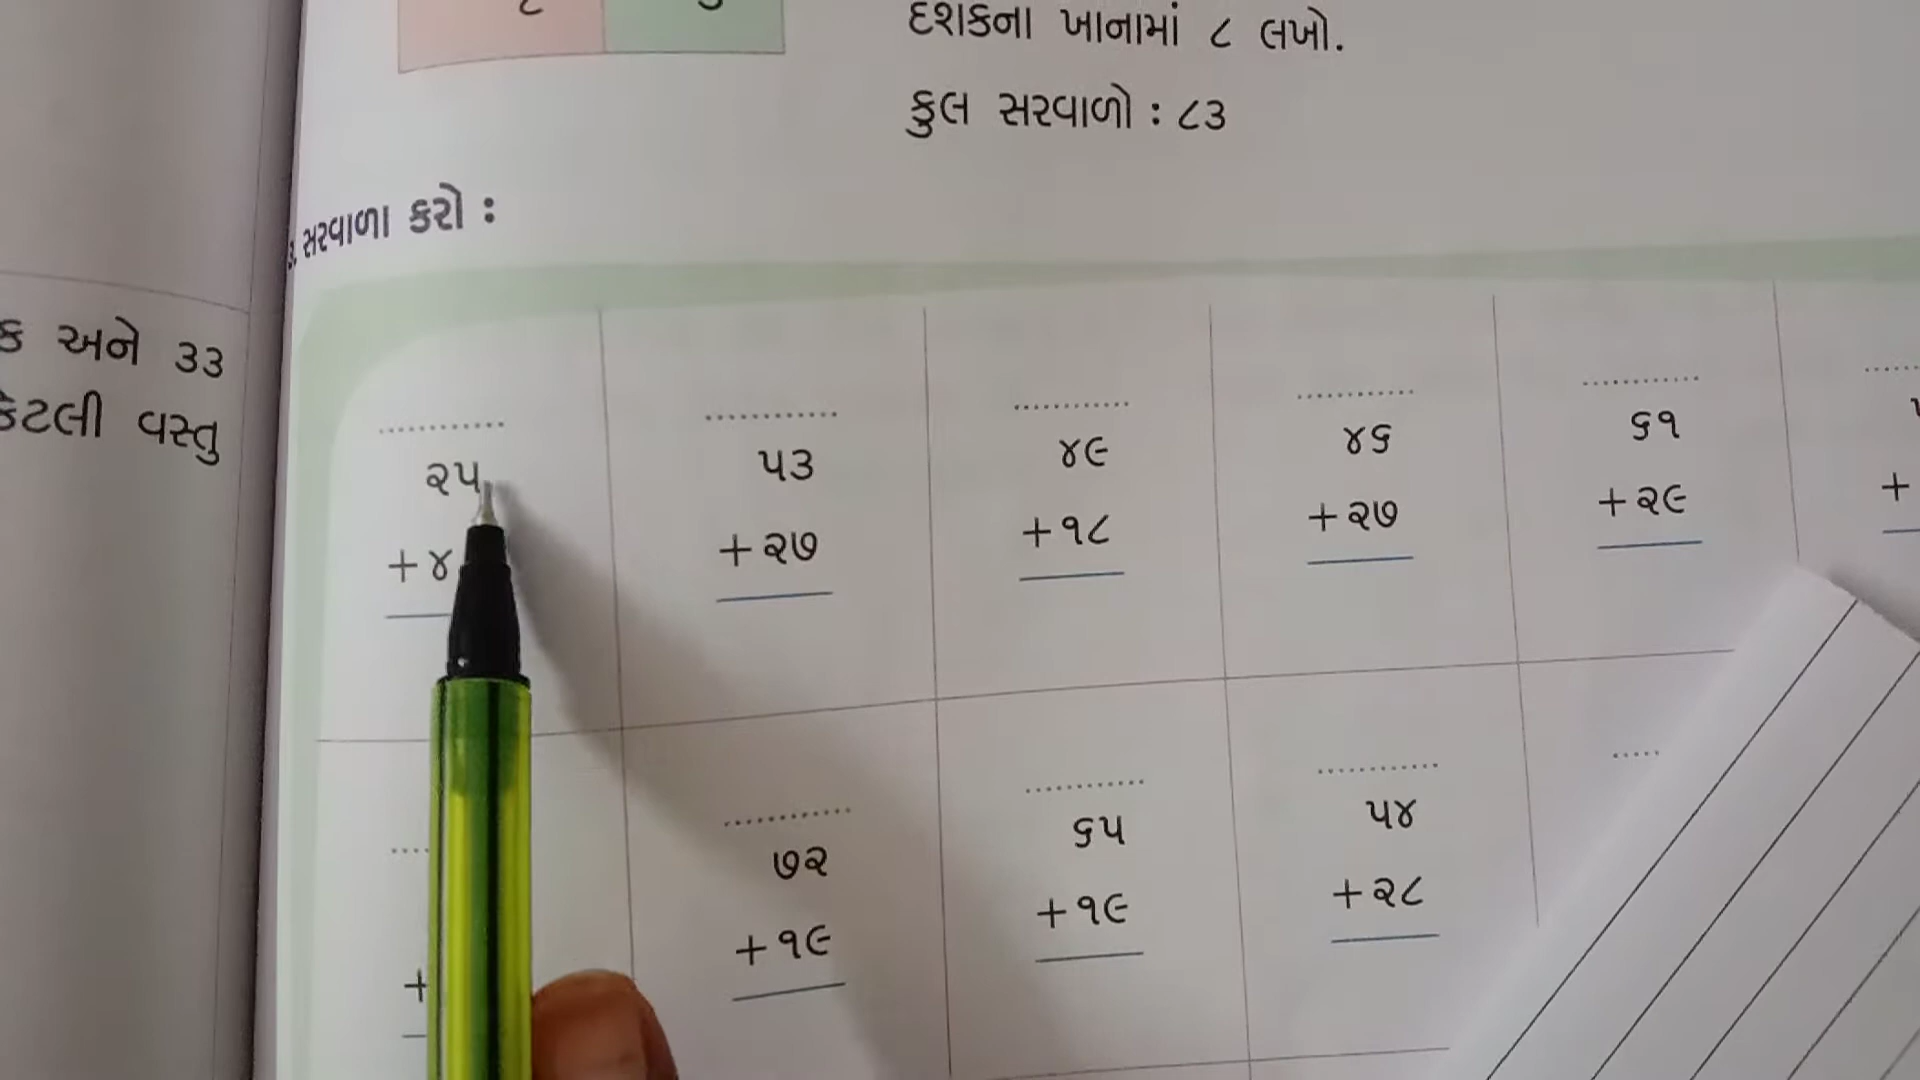 દશકના ખાનામાં ૮ લખો.
કુલ સરવાળો : ૮૩
૩. સરવાળા કરો :
અને ૩૩
કેટલી વસ્તુ
૨૫ ૫૩ ૪૯ ૪૬ ૬૧
+૪ +૨૭ +૧૮ +૨૭ +૨૯ +
૭૨ ૬૫ ૫૪
+ +૧૯ +૧૯ +૨૮